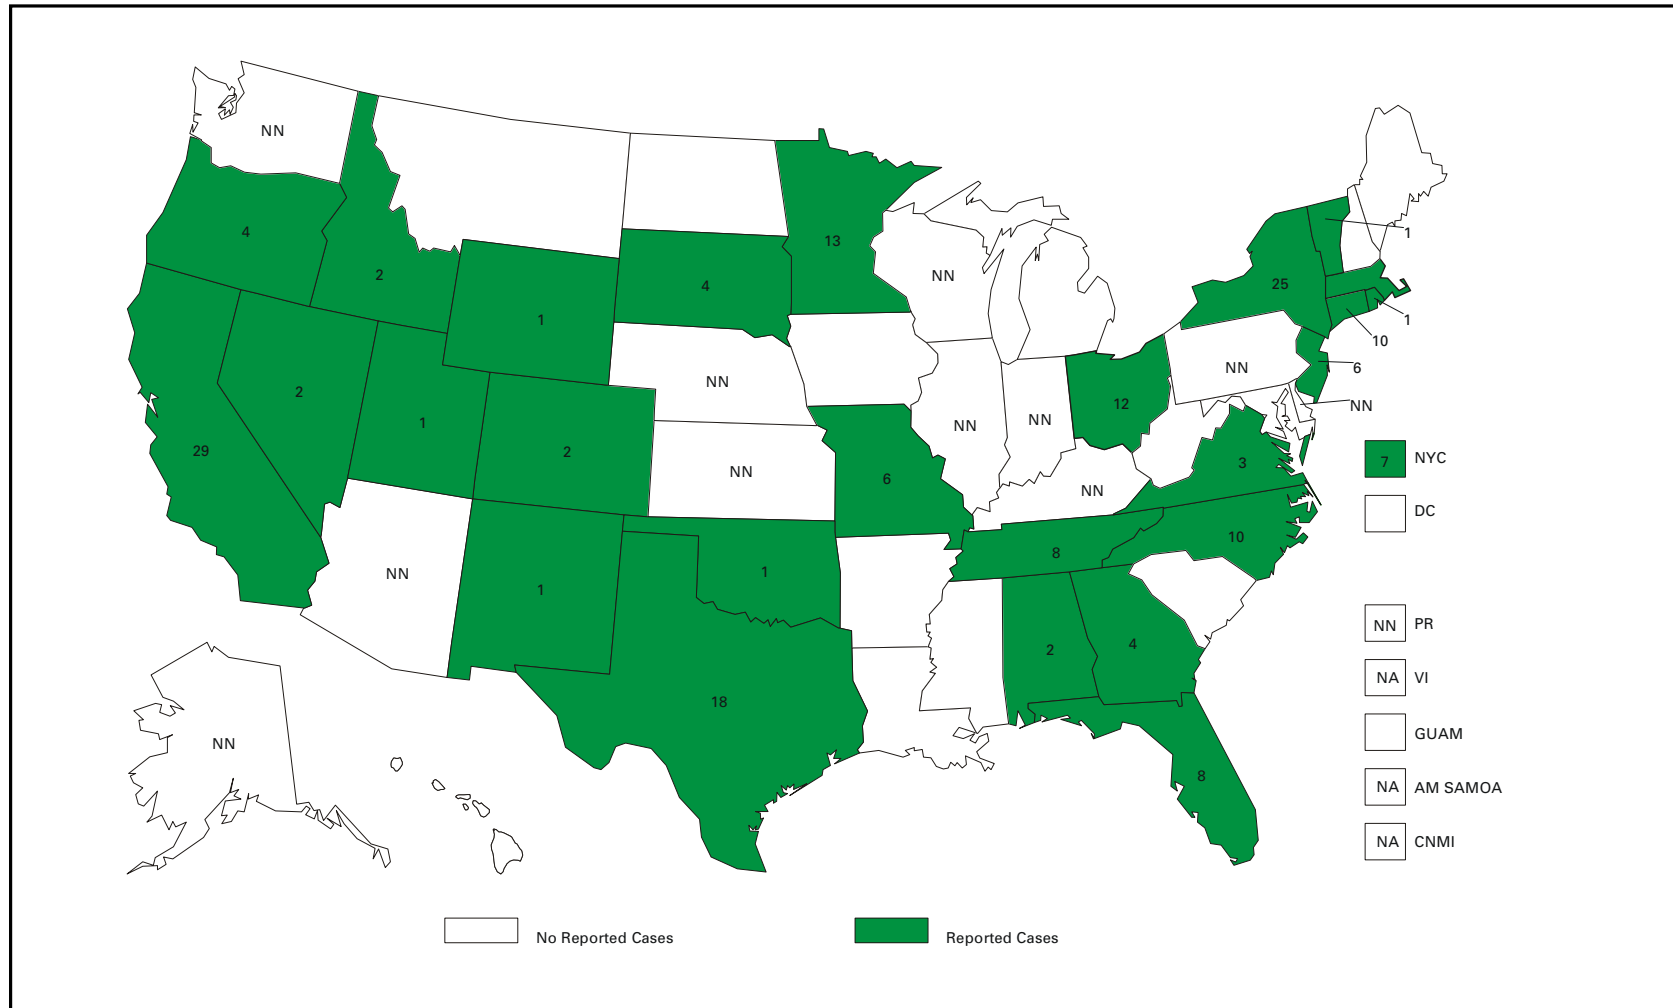 NN
4
2
13
NN
1
25
1
4
1
1
10
2
NN
NN
6
12
NN
1
NN
NN
29
2
NN
3
7 NYC
6
NN
DC
10
8
NN
1
1
NN PR
2
4
NA VI
18
GUAM
NN
8
NA AM SAMOA
NA CNMI
No Reported Cases
Reported Cases